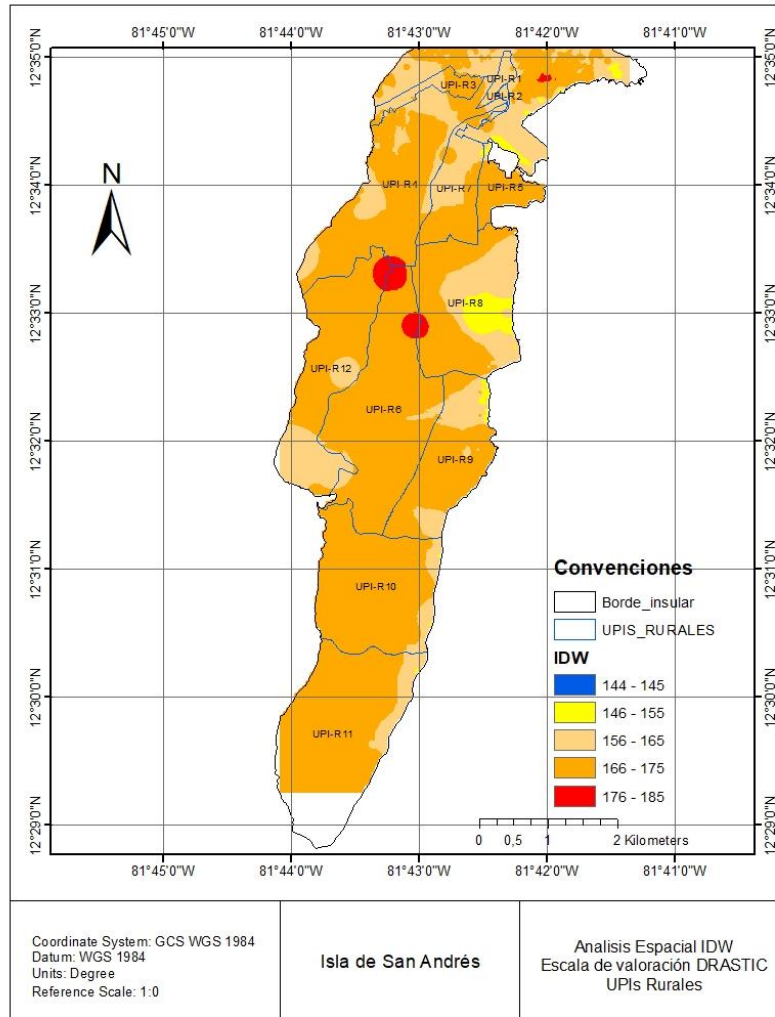 81°45'0"W 81°44'0"W 81°43'0"W 81°42'0"W 81°41'0"W
12°35'0"N 12°35'0"N
UPI-R1
UPI-R3
UPI-R2
12°34'0"N 12°34'0"N
N
UPI-R4
UPI-R7
UPI-R5
12°33'0"N 12°33'0"N
UPI-R8
UPI-R12
UPI-R6
12°32'0"N 12°32'0"N
UPI-R9
12°31'0"N 12°31'0"N
UPI-R10
Convenciones
Borde_insular
UPIS_RURALES
IDW
144 - 145
146 - 155
156 - 165
166 - 175
176 - 185
12°30'0"N 12°30'0"N
UPI-R11
12°29'0"N 12°29'0"N
0 0,5 1 2 Kilometers
81°45'0"W 81°44'0"W 81°43'0"W 81°42'0"W 81°41'0"W
Coordinate System: GCS WGS 1984
Datum: WGS 1984
Units: Degree
Reference Scale: 1:0
Isla de San Andrés
Analisis Espacial IDW
Escala de valoración DRASTIC
UPIs Rurales